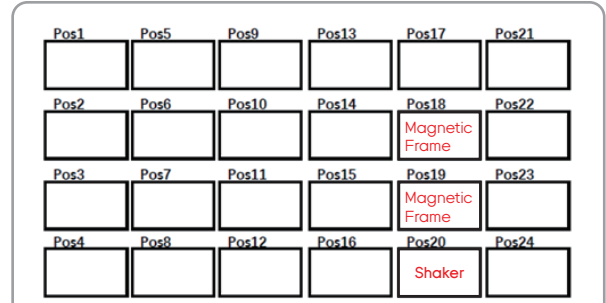 Pos1 Pos5 Pos9 Pos13 Pos17 Pos21
Pos2 Pos6 Pos10 Pos14 Pos18 Pos22
Magnetic
Frame
Pos3 Pos7 Pos11 Pos15 Pos19 Pos23
Magnetic
Frame
Pos4 Pos8 Pos12 Pos16 Pos20 Pos24
Shaker